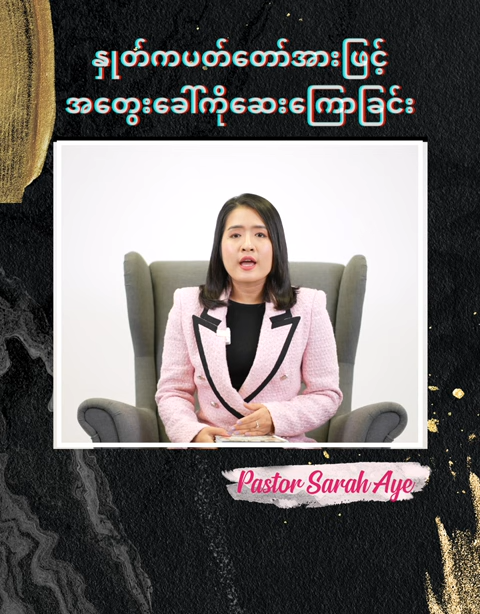 နှုတ်ကပတ်တော်အားဖြင့်
အတွေးခေါ်ကိုဆေးကြောခြင်း
Pastor Sarah Aye